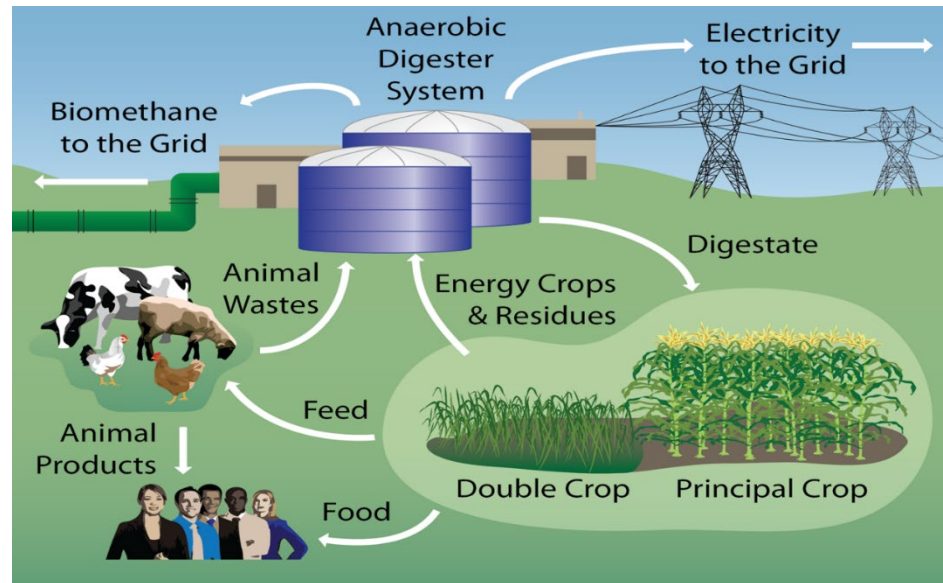 Anaerobic
Digester
System
Electricity
to the Grid
Biomethane
to the Grid
Digestate
Animal
Wastes
Energy Crops
& Residues
Feed
Animal
Products
Double Crop
Principal Crop
Food